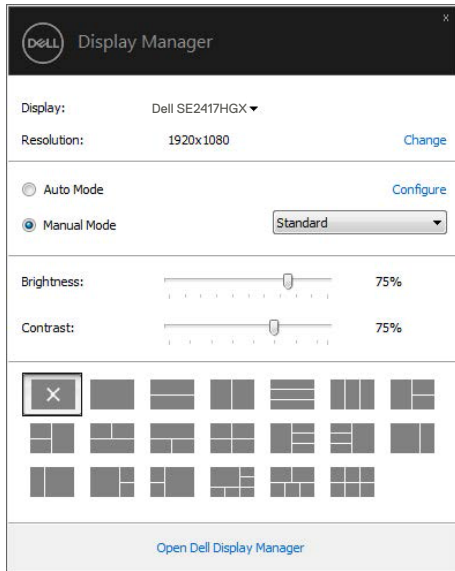 x
DELL Display Manager
Display: Dell SE2417HGX
Resolution: 1920x1080 Change
Auto Mode Configure
Manual Mode Standard
Brightness: 75%
Contrast: 75%
Open Dell Display Manager